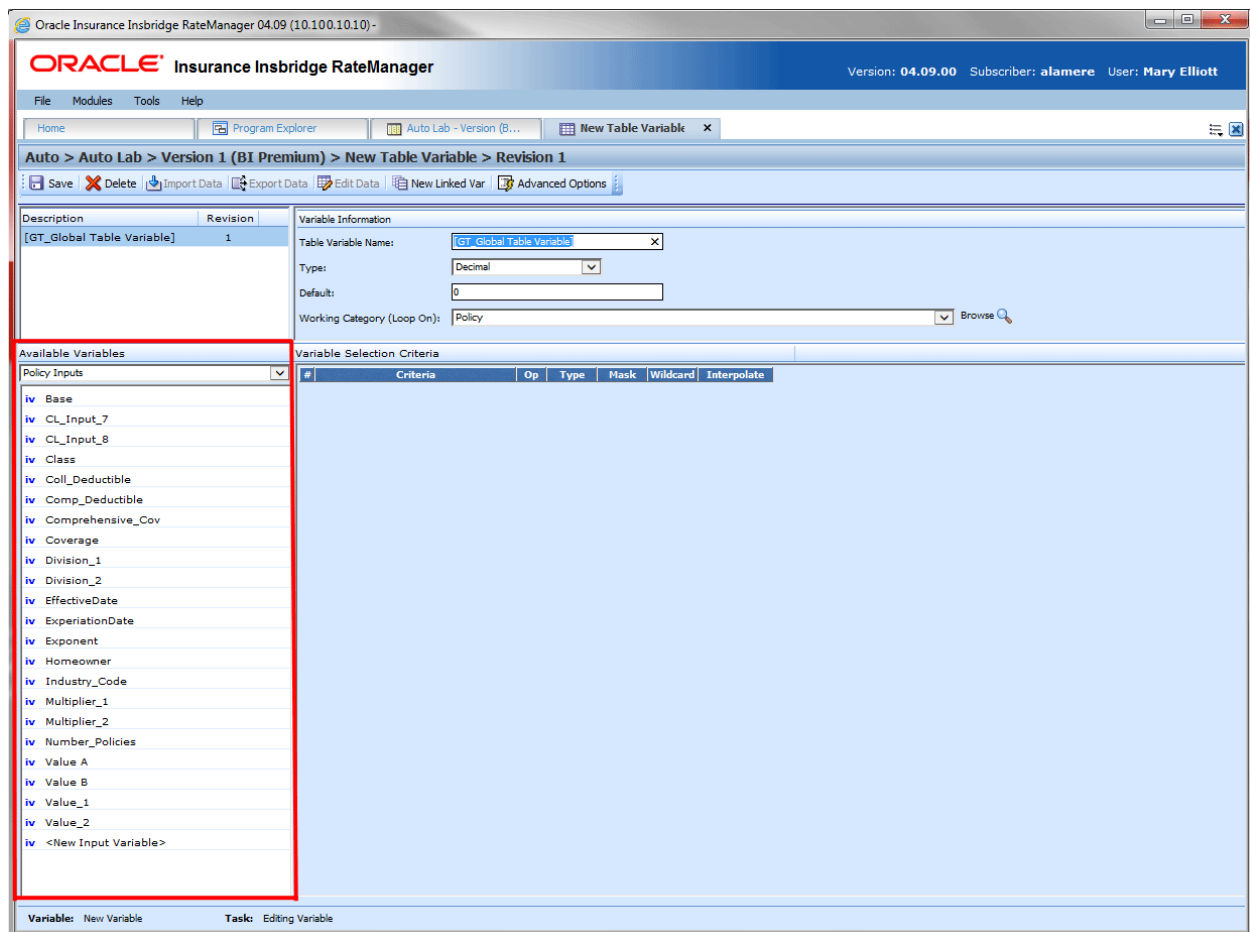 Oracle Insurance Insbridge RateManager 04.09 (10.100.10.10) -
ORACLE Insurance Insbridge RateManager
Version: 04.09.00 Subscriber: alamere User: Mary Elliott
File Modules Tools Help
Home Program Explorer Auto Lab - Version (B... New Table Variable X
Auto > Auto Lab > Version 1 (BI Premium) > New Table Variable > Revision 1
Save Delete Import Data Export Data Edit Data New Linked Var Advanced Options
Description Revision
[GT_Global Table Variable] 1
Variable Information
Table Variable Name: [GT_Global Table Variable]
Type: Decimal
Default: 0
Working Category (Loop On): Policy Browse
Available Variables
Policy Inputs
iv Base
iv CL_Input_7
iv CL_Input_8
iv Class
iv Coll_Deductible
iv Comp_Deductible
iv Comprehensive_Cov
iv Coverage
iv Division_1
iv Division_2
iv EffectiveDate
iv ExperiationDate
iv Exponent
iv Homeowner
iv Industry_Code
iv Multiplier_1
iv Multiplier_2
iv Number_Policies
iv Value A
iv Value B
iv Value_1
iv Value_2
iv <New Input Variable>
Variable Selection Criteria
# Criteria Op Type Mask Wildcard Interpolate
Variable: New Variable Task: Editing Variable